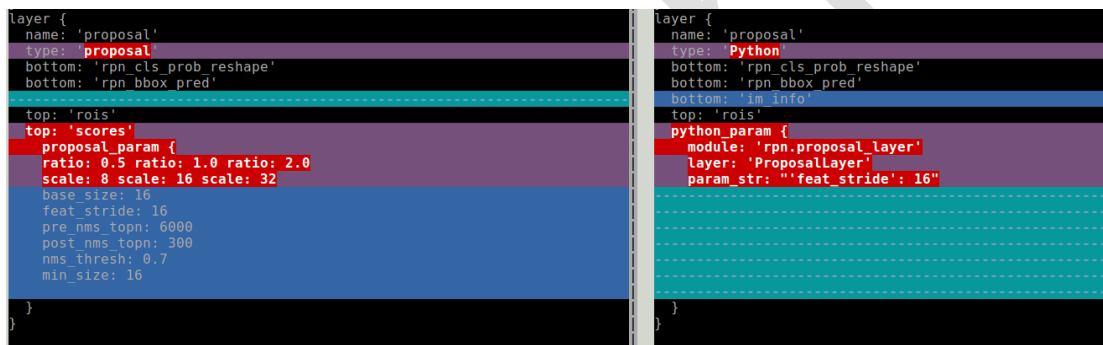 layer {
  name: 'proposal'
  type: 'proposal'
  bottom: 'rpn_cls_prob_reshape'
  bottom: 'rpn_bbox_pred'
  top: 'rois'
  top: 'scores'
    proposal_param {
    ratio: 0.5 ratio: 1.0 ratio: 2.0
    scale: 8 scale: 16 scale: 32
    base_size: 16
    feat_stride: 16
    pre_nms_topn: 6000
    post_nms_topn: 300
    nms_thresh: 0.7
    min_size: 16
  }
}
layer {
  name: 'proposal'
  type: 'Python'
  bottom: 'rpn_cls_prob_reshape'
  bottom: 'rpn_bbox_pred'
  bottom: 'im_info'
  top: 'rois'
  python_param {
    module: 'rpn.proposal_layer'
    layer: 'ProposalLayer'
    param_str: "'feat_stride': 16"
  }
}